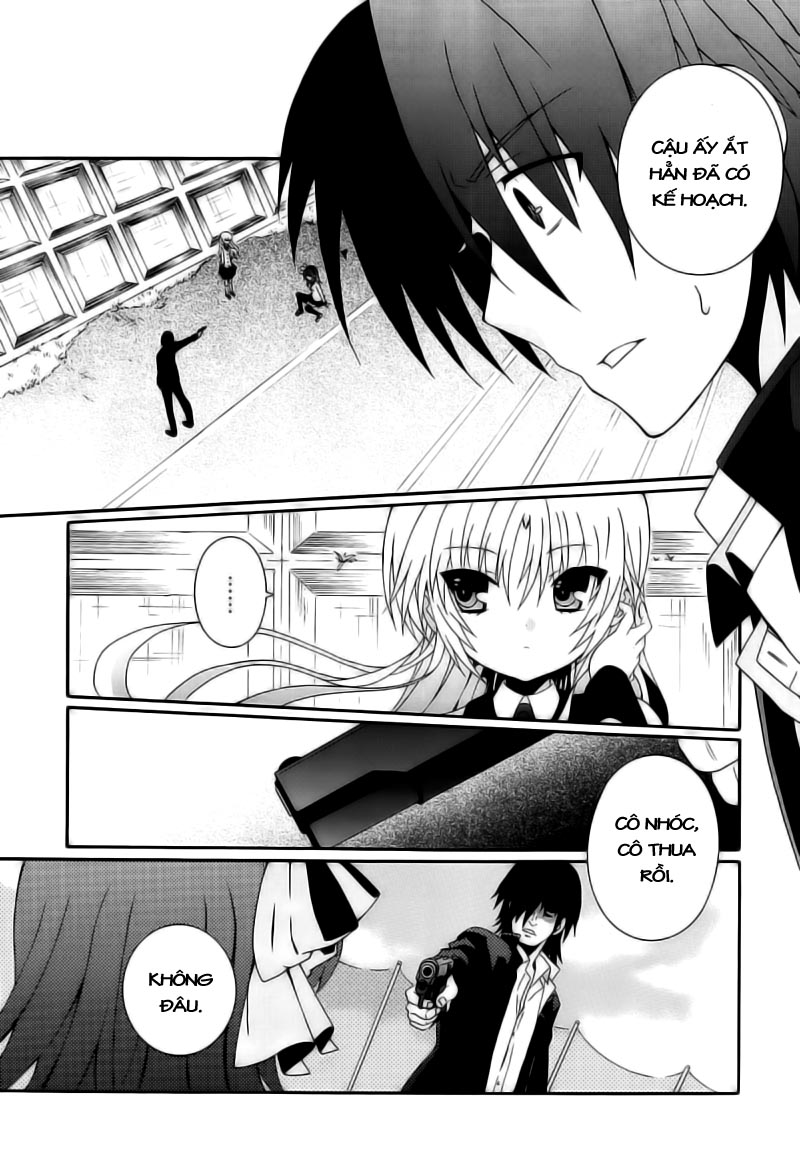 CẬU ẤY ẮT
HẲN ĐÃ CÓ
KẾ HOẠCH.
......
CÔ NHÓC,
CÔ THUA
RỒI.
KHÔNG
ĐÂU.